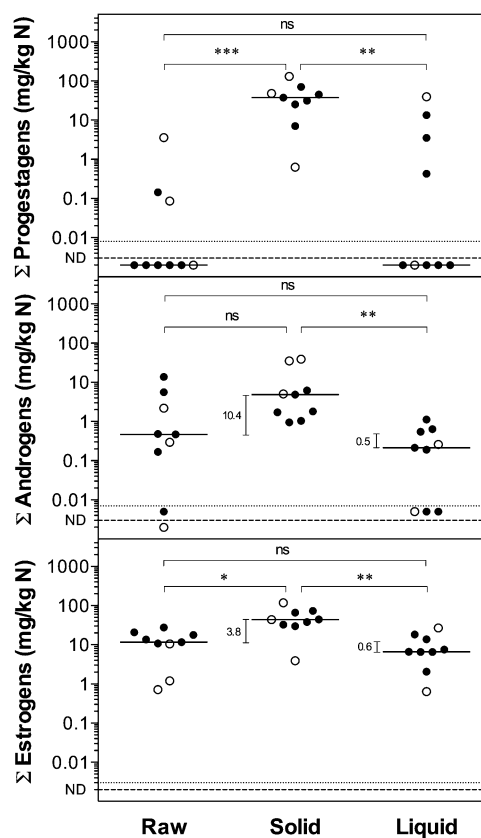 Σ Progestagens (mg/kg N)
1000
100
10
1
0.1
0.01
ND
ns
***
**
Σ Androgens (mg/kg N)
1000
100
10
1
0.1
0.01
ND
ns
ns
**
10.4
0.5
Σ Estrogens (mg/kg N)
1000
100
10
1
0.1
0.01
ND
ns
*
**
3.8
0.6
Raw Solid Liquid